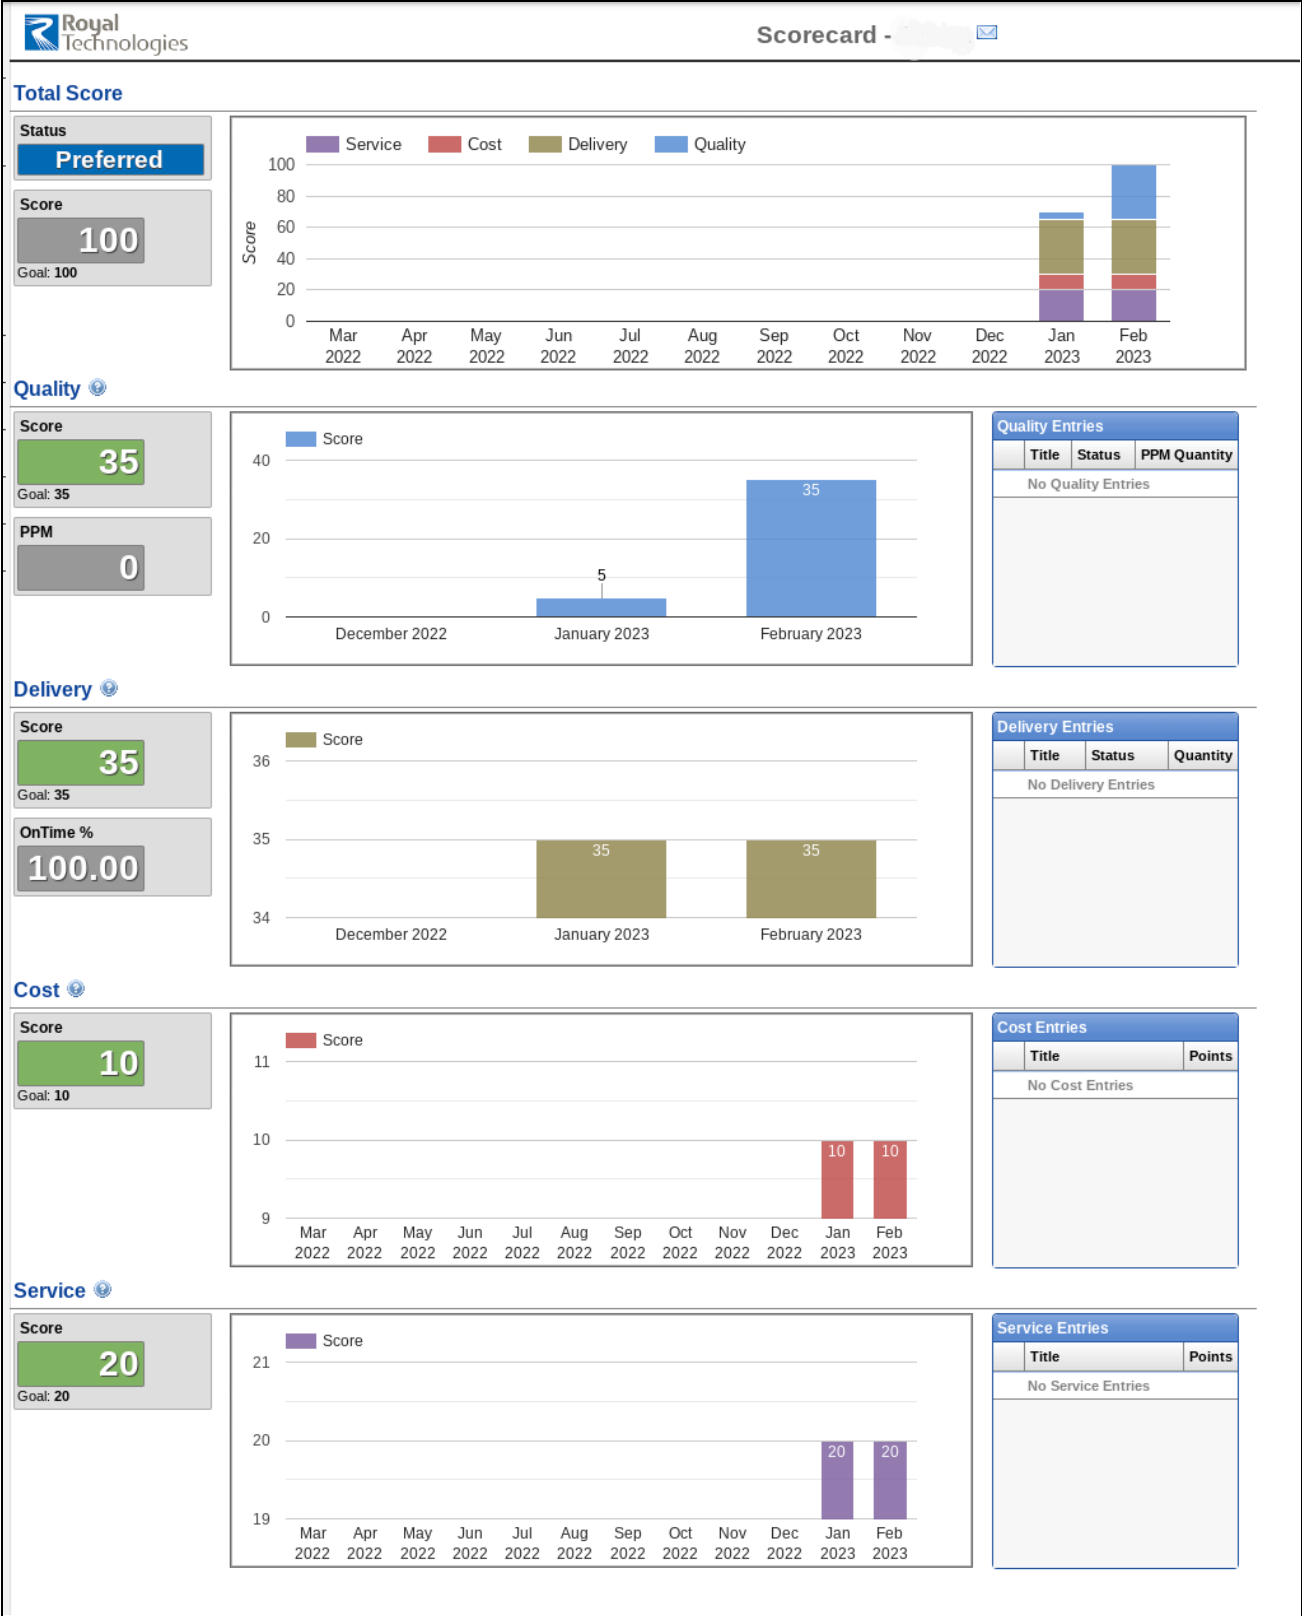 Royal
Technologies
Scorecard -
Total Score
Status
Preferred
Score
100
Goal: 100
Service Cost Delivery Quality
100
80
60
40
20
0
Score
Mar Apr May Jun Jul Aug Sep Oct Nov Dec Jan Feb
2022 2022 2022 2022 2022 2022 2022 2022 2022 2022 2023 2023
Quality
Score
35
Goal: 35
PPM
0
Score
40
20
0
5
35
December 2022 January 2023 February 2023
Quality Entries
Title Status PPM Quantity
No Quality Entries
Delivery
Score
35
Goal: 35
OnTime %
100.00
Score
36
35
34
35 35
December 2022 January 2023 February 2023
Delivery Entries
Title Status Quantity
No Delivery Entries
Cost
Score
10
Goal: 10
Score
11
10
9
10 10
Mar Apr May Jun Jul Aug Sep Oct Nov Dec Jan Feb
2022 2022 2022 2022 2022 2022 2022 2022 2022 2022 2023 2023
Cost Entries
Title Points
No Cost Entries
Service
Score
20
Goal: 20
Score
21
20
19
20 20
Mar Apr May Jun Jul Aug Sep Oct Nov Dec Jan Feb
2022 2022 2022 2022 2022 2022 2022 2022 2022 2022 2023 2023
Service Entries
Title Points
No Service Entries